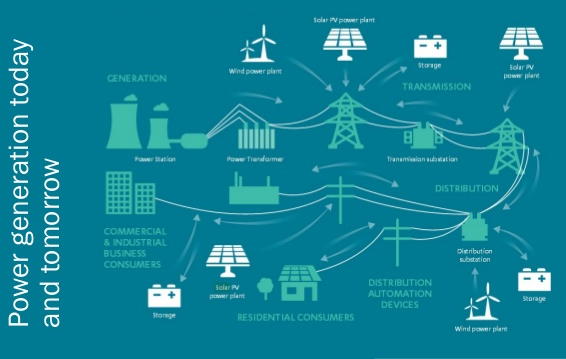 Power generation today
and tomorrow
Solar PV power plant
Wind power plant
Storage
Solar PV
power plant
GENERATION
TRANSMISSION
Power Station
Power Transformer
Transmission substation
DISTRIBUTION
COMMERCIAL
& INDUSTRIAL
BUSINESS
CONSUMERS
Distribution
substation
Solar PV
power plant
Storage
DISTRIBUTION
AUTOMATION
DEVICES
Storage
RESIDENTIAL CONSUMERS
Wind power plant